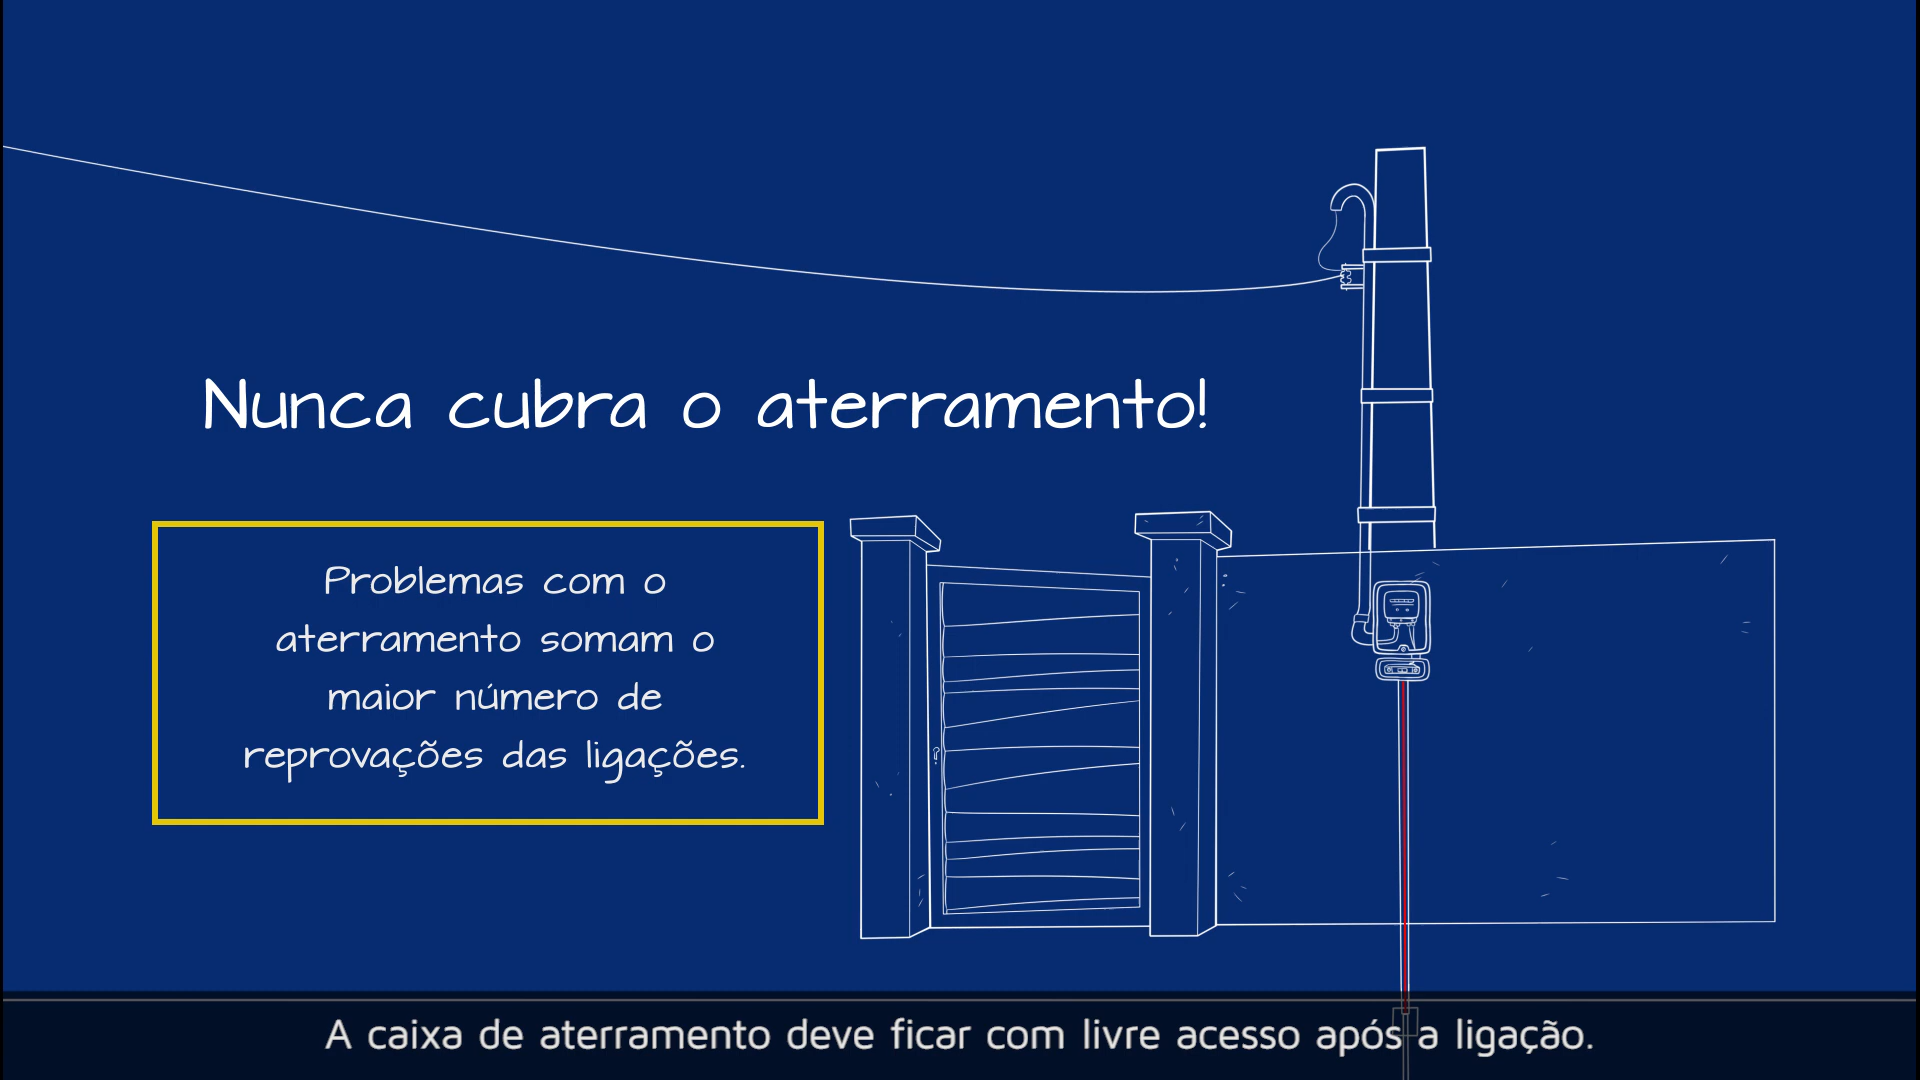 Nunca cubra o aterramento!
Problemas com o
aterramento somam o
maior número de
reprovações das ligações.
A caixa de aterramento deve ficar com livre acesso após a ligação.